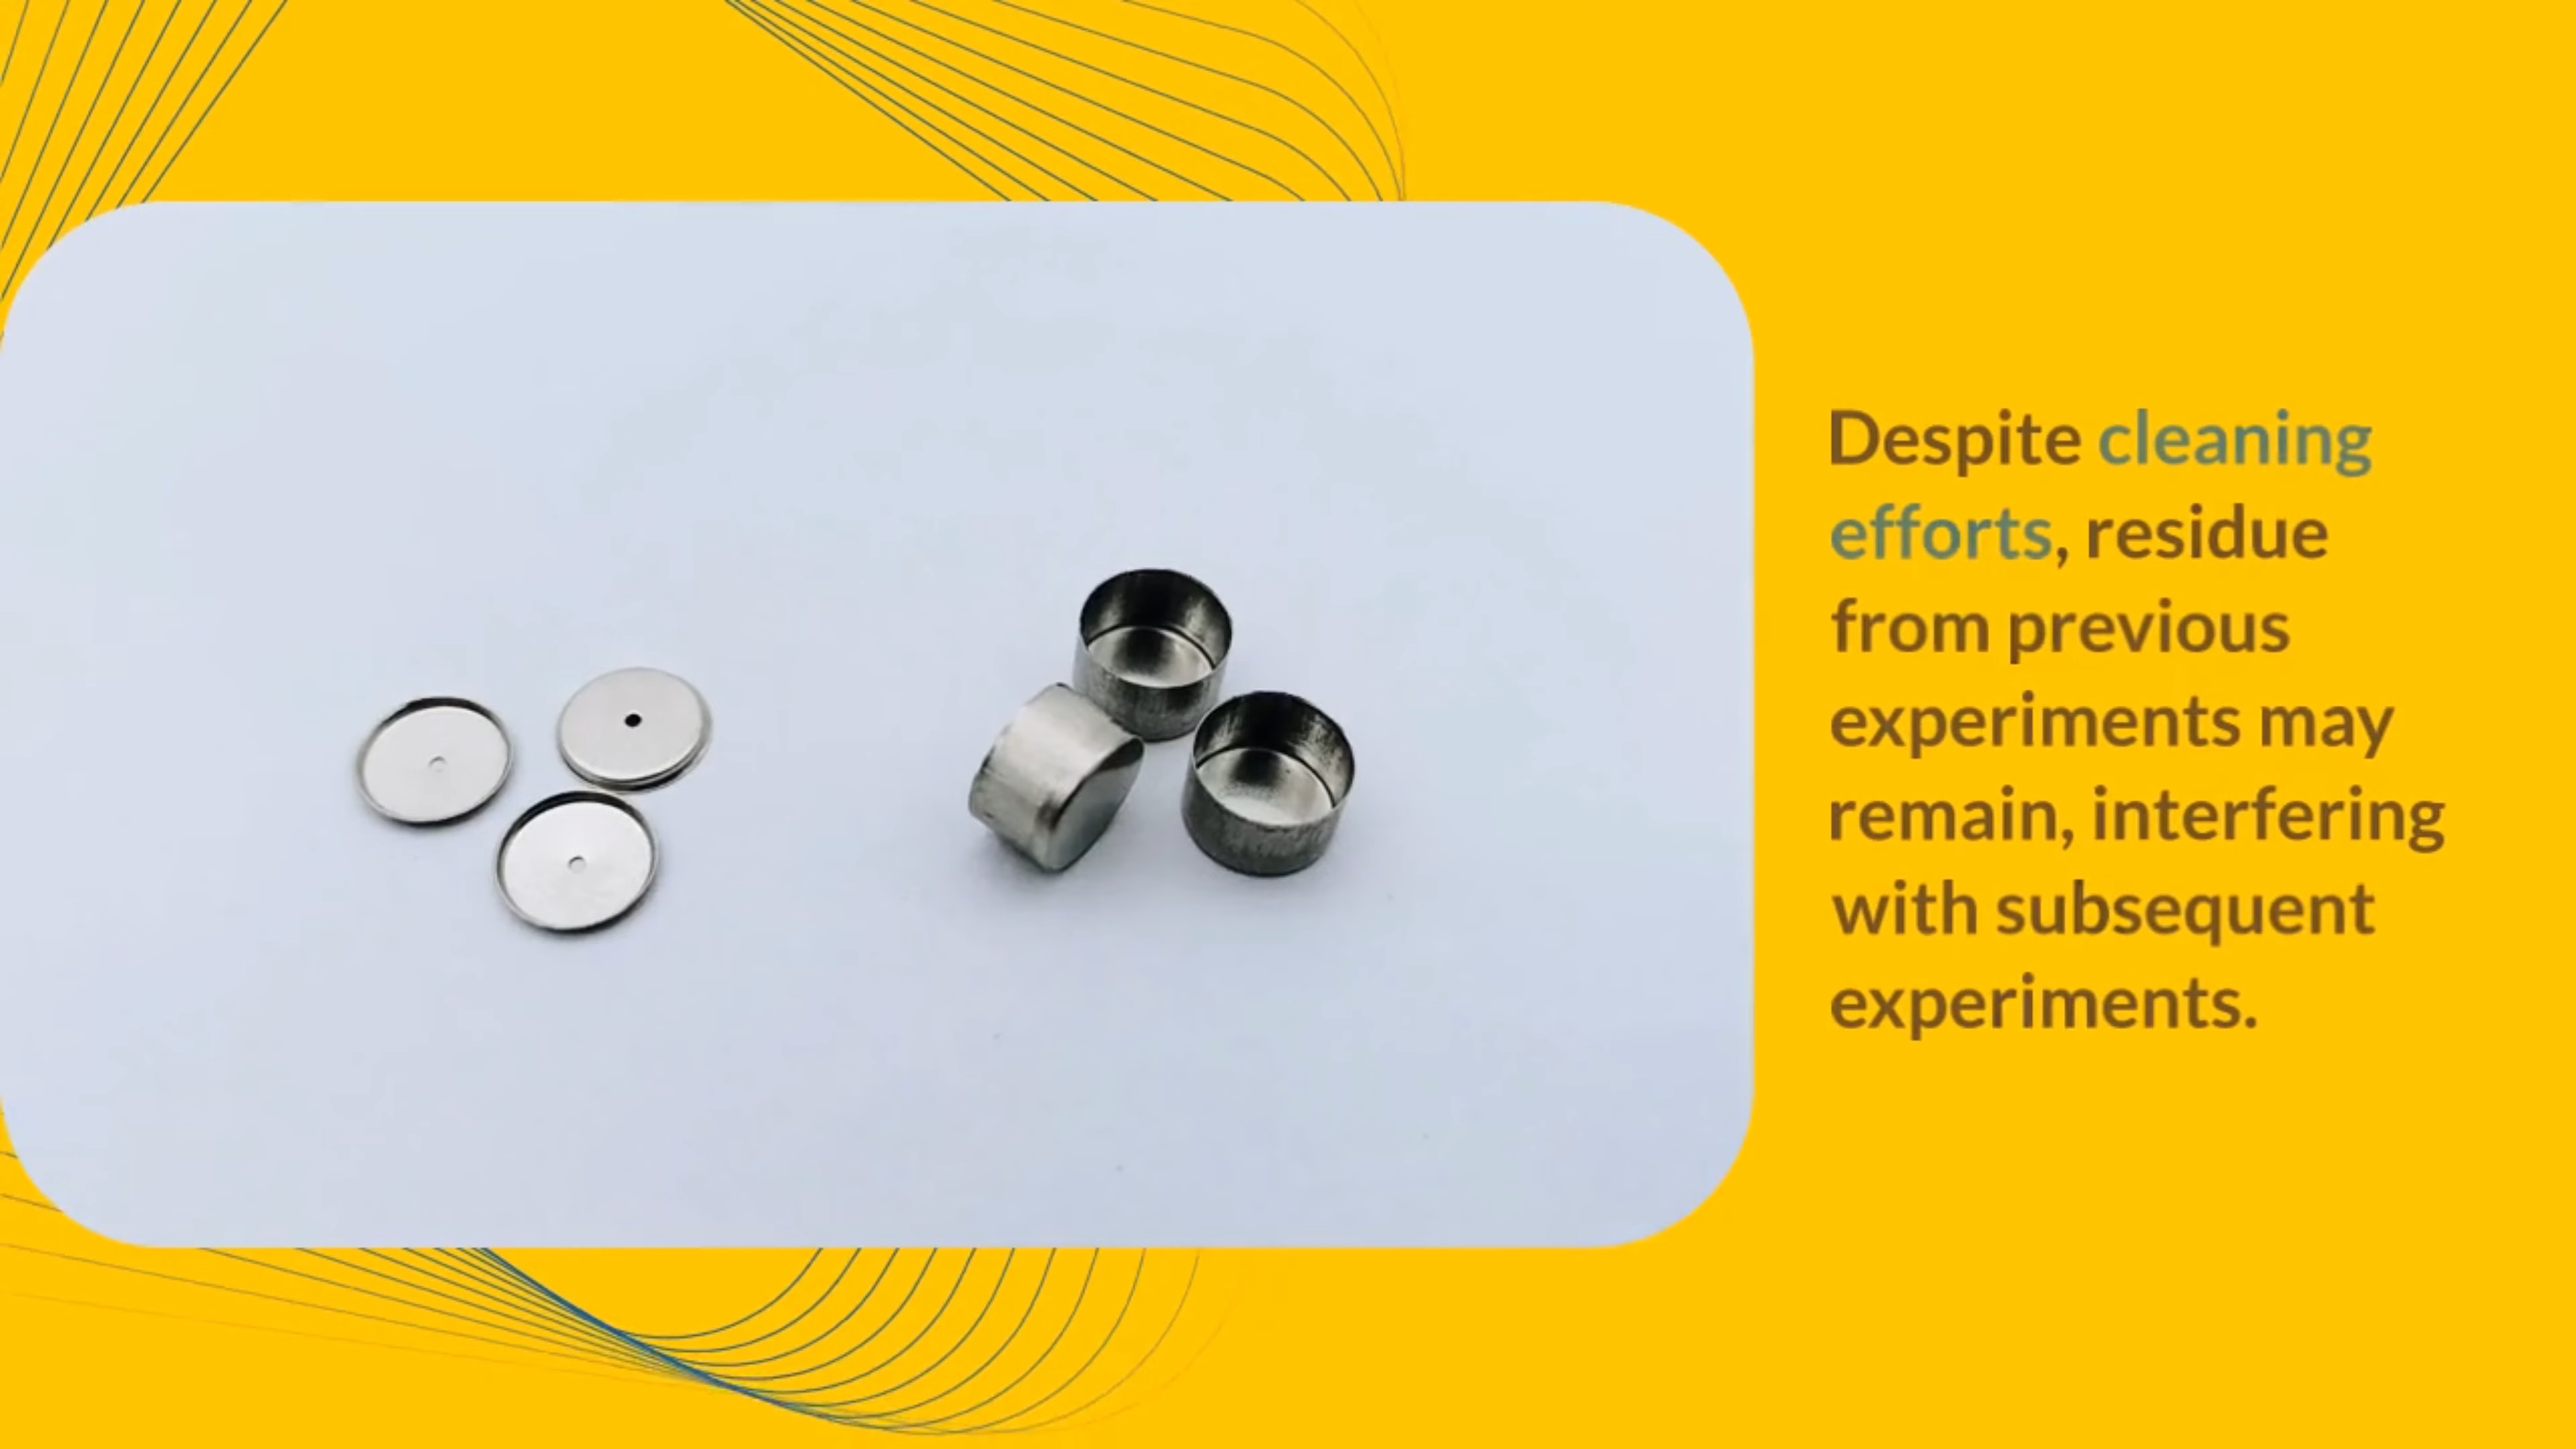 Despite cleaning
efforts, residue
from previous
experiments may
remain, interfering
with subsequent
experiments.